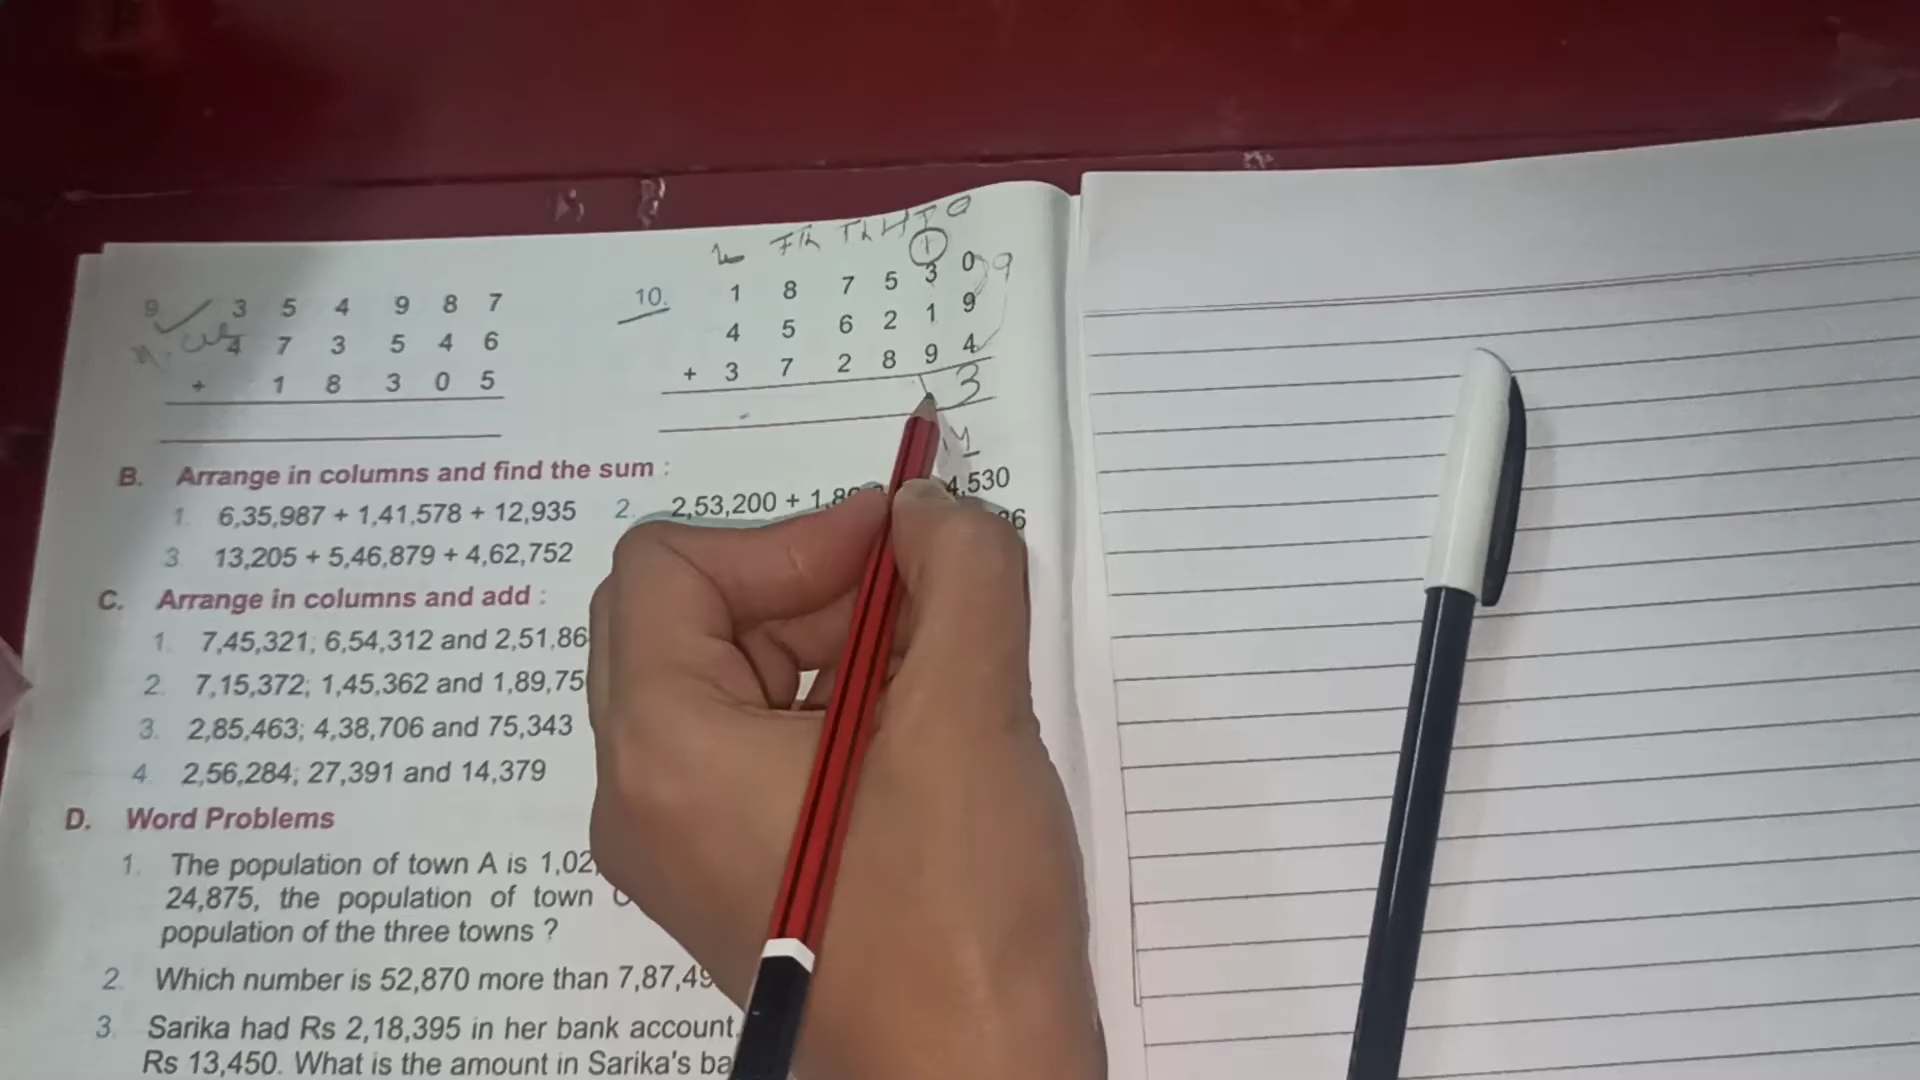 TLH T O
1
9 3 5 4 9 8 7
4 7 3 5 4 6
+ 1 8 3 0 5
10. 1 8 7 5 3 0 9
4 5 6 2 1 9
+ 3 7 2 8 9 4
3
B. Arrange in columns and find the sum :
1. 6,35,987 + 1,41,578 + 12,935
2. 2,53,200 + 4,530
3. 13,205 + 5,46,879 + 4,62,752
C. Arrange in columns and add :
1. 7,45,321; 6,54,312 and 2,51,86
2. 7,15,372; 1,45,362 and 1,89,75
3. 2,85,463; 4,38,706 and 75,343
4. 2,56,284; 27,391 and 14,379
D. Word Problems
1. The population of town A is 1,02,
24,875, the population of town
population of the three towns ?
2. Which number is 52,870 more than 7,87,49
3. Sarika had Rs 2,18,395 in her bank account.
Rs 13,450. What is the amount in Sarika's ba